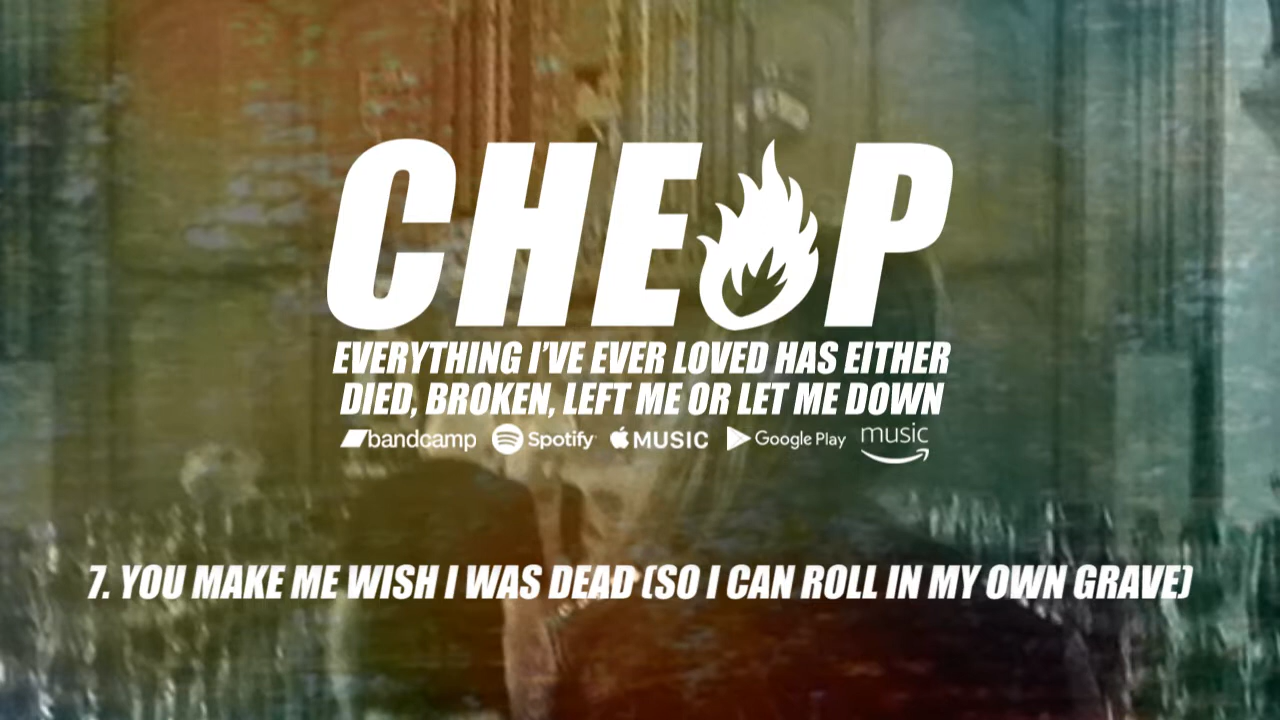 CHEAP
EVERYTHING I'VE EVER LOVED HAS EITHER
DIED, BROKEN, LEFT ME OR LET ME DOWN
bandcamp Spotify MUSIC Google Play music
7. YOU MAKE ME WISH I WAS DEAD (SO I CAN ROLL IN MY OWN GRAVE)